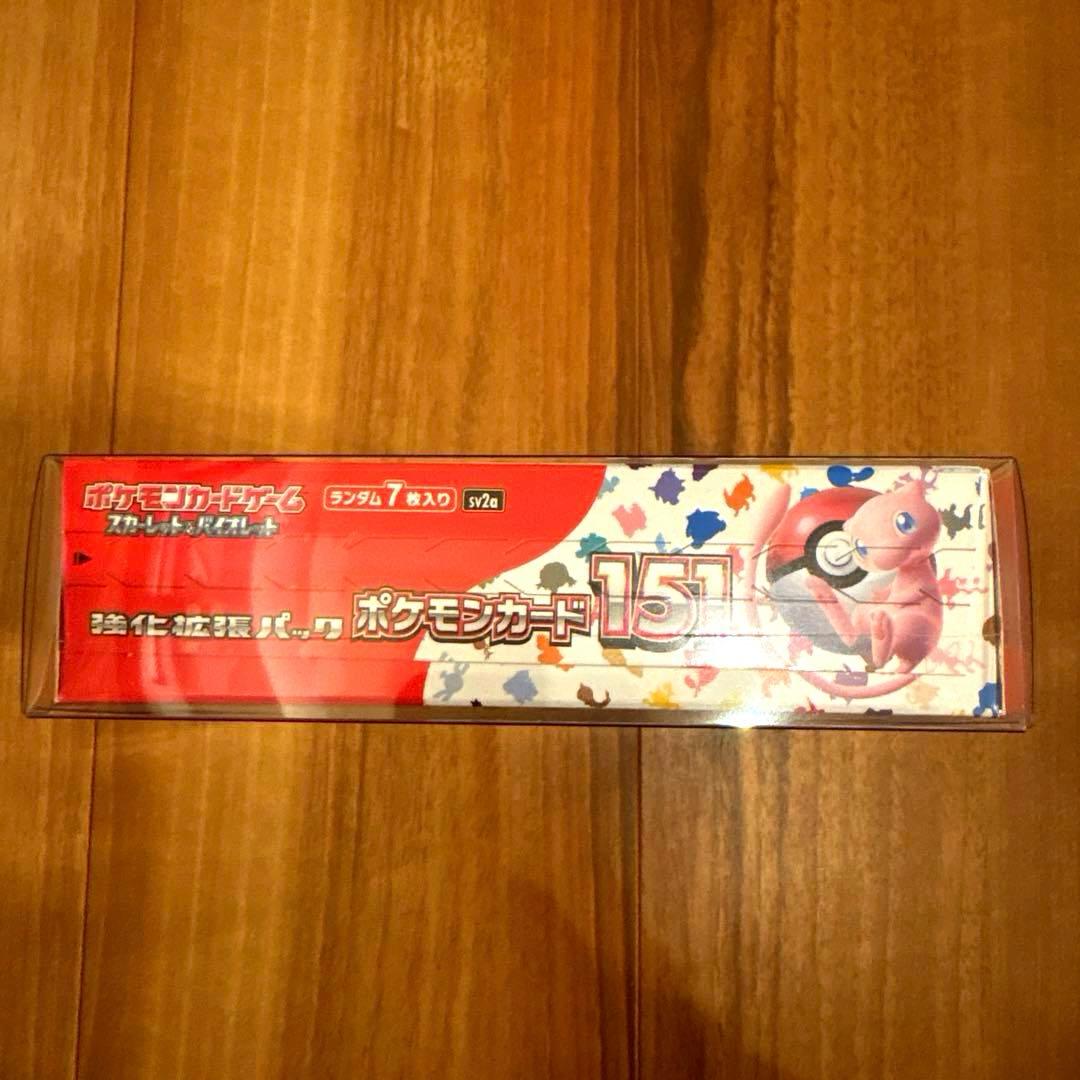 ポケモンカードゲーム
スカーレット&バイオレット
ランダム7枚入り
sv2a
強化拡張パック
ポケモンカード151